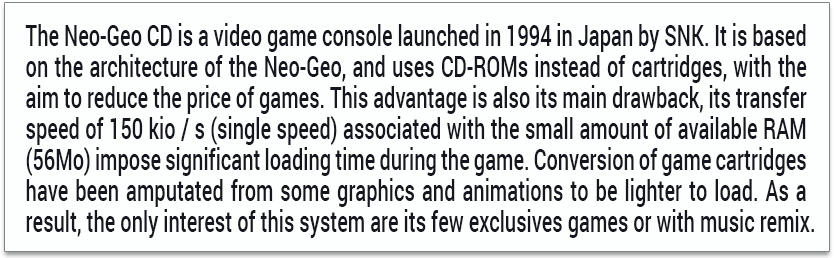 The Neo-Geo CD is a video game console launched in 1994 in Japan by SNK. It is based
on the architecture of the Neo-Geo, and uses CD-ROMs instead of cartridges, with the
aim to reduce the price of games. This advantage is also its main drawback, its transfer
speed of 150 kio / s (single speed) associated with the small amount of available RAM
(56Mo) impose significant loading time during the game. Conversion of game cartridges
have been amputated from some graphics and animations to be lighter to load. As a
result, the only interest of this system are its few exclusives games or with music remix.